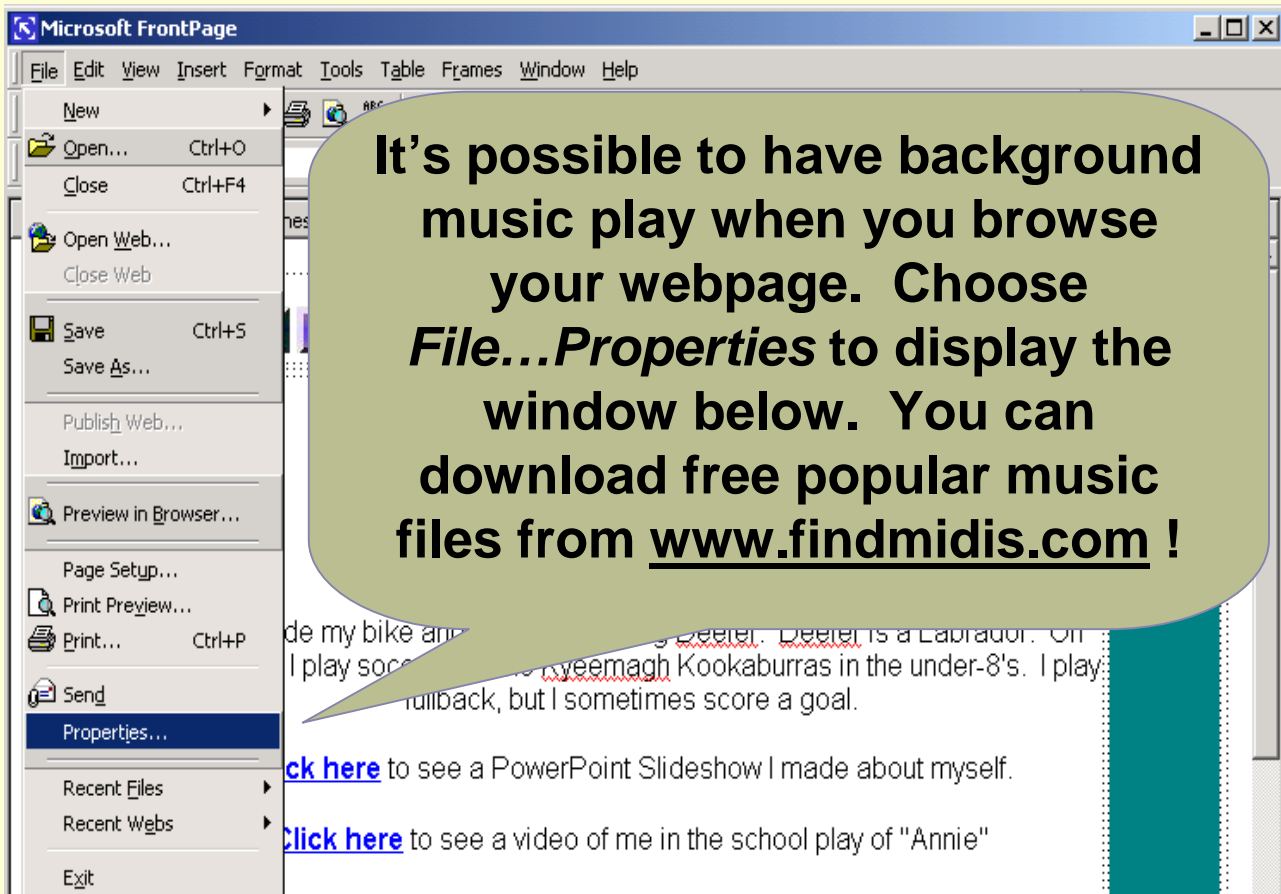 Microsoft FrontPage
File Edit View Insert Format Tools Table Frames Window Help
New
Open... Ctrl+O
Close Ctrl+F4
Open Web...
Close Web
Save Ctrl+S
Save As...
Publish Web...
Import...
Preview in Browser...
Page Setup...
Print Preview...
Print... Ctrl+P
Send
Properties...
Recent Files
Recent Webs
Exit
It’s possible to have background
music play when you browse
your webpage. Choose
File…Properties to display the
window below. You can
download free popular music
files from www.findmidis.com !
my bike and Deefer. Deefer is a Labrador. On
I play Kyeemagh Kookaburras in the under-8's. I play
fullback, but I sometimes score a goal.
here to see a PowerPoint Slideshow I made about myself.
Click here to see a video of me in the school play of "Annie"